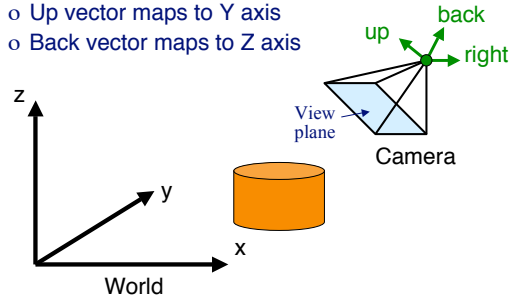 o Up vector maps to Y axis
o Back vector maps to Z axis
back
up
right
View
plane
Camera
z
y
x
World